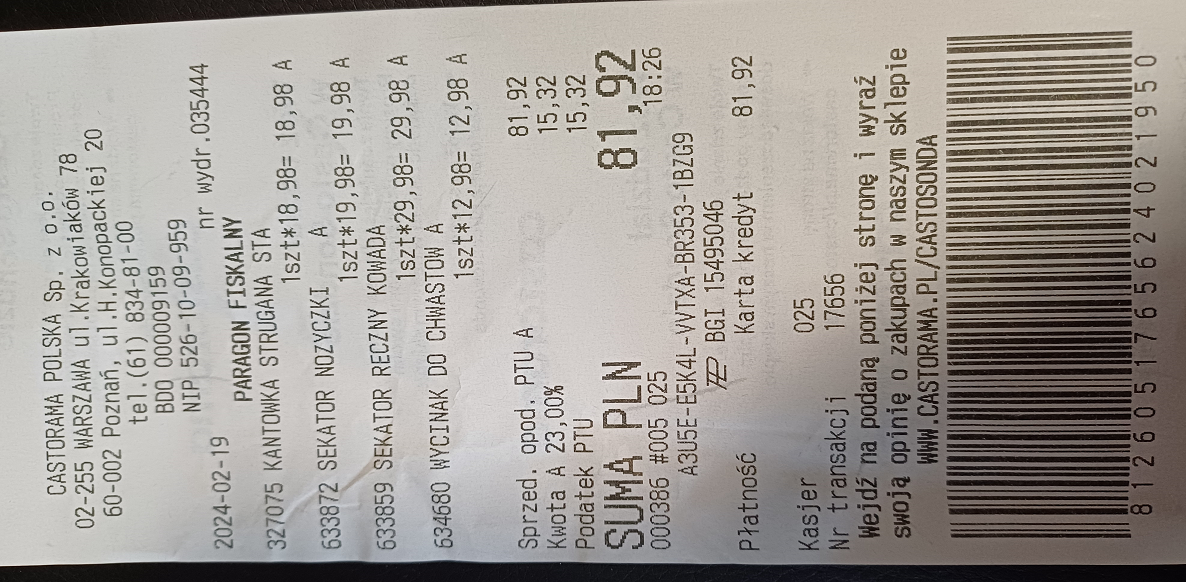 CASTORAMA POLSKA Sp. z o.o.
02-255 WARSZAWA ul.Krakowiaków 78
60-002 Poznań, ul.H.Konopackiej 20
tel.(61) 834-81-00
BDO 000009159
NIP 526-10-09-959
2024-02-19 nr wydr.035444
PARAGON FISKALNY
327075 KANTOWKA STRUGANA STA
1szt*18,98= 18,98 A
633872 SEKATOR NOZYCZKI A
1szt*19,98= 19,98 A
633859 SEKATOR RECZNY KOWADA
1szt*29,98= 29,98 A
634680 WYCINAK DO CHWASTOW A
1szt*12,98= 12,98 A
Sprzed. opod. PTU A 81,92
Kwota A 23,00% 15,32
Podatek PTU 15,32
SUMA PLN 81,92
000386 #005 025 18:26
A3U5E-E5K4L-VVTXA-BR353-1BZG9
BGI 15495046
Płatność Karta kredyt 81,92
Kasjer 025
Nr transakcji 17656
Wejdź na podaną poniżej stronę i wyraź
swoją opinię o zakupach w naszym sklepie
WWW.CASTORAMA.PL/CASTOSONDA
8126051765624021950